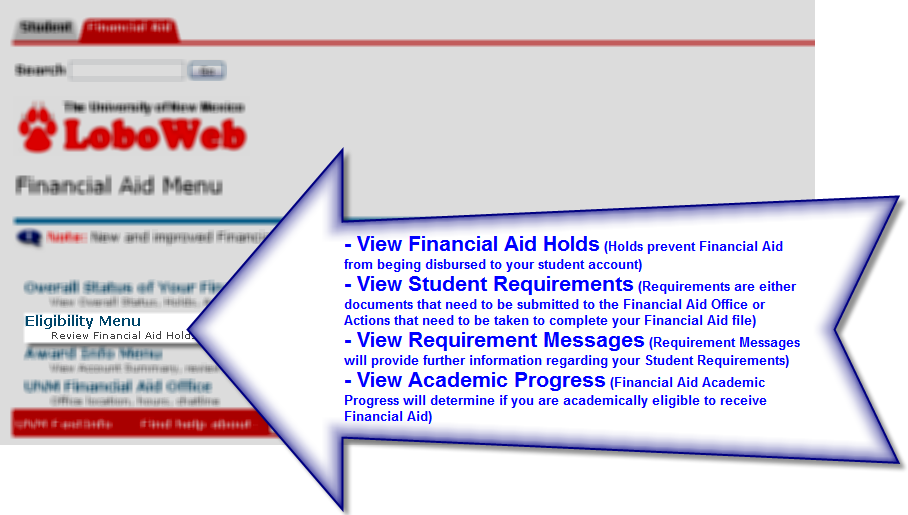 Student Financial Aid
Search Go
The University of New Mexico
LoboWeb
Financial Aid Menu
Note: New and improved Financi
Overall Status of Your Fi
View Overall Status, Holds,
Eligibility Menu
Review Financial Aid Holds
Award Info Menu
View Account Summary, review
UNM Financial Aid Office
Office location, hours,
UNM FastInfo Find help about
- View Financial Aid Holds (Holds prevent Financial Aid
from beging disbursed to your student account)
- View Student Requirements (Requirements are either
documents that need to be submitted to the Financial Aid Office or
Actions that need to be taken to complete your Financial Aid file)
- View Requirement Messages (Requirement Messages
will provide further information regarding your Student Requirements)
- View Academic Progress (Financial Aid Academic
Progress will determine if you are academically eligible to receive
Financial Aid)